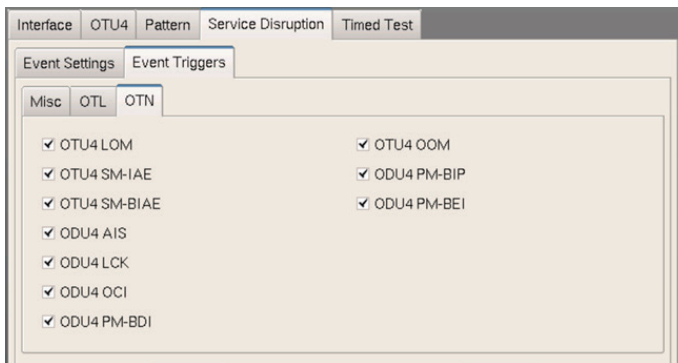 Interface OTU4 Pattern Service Disruption Timed Test
Event Settings Event Triggers
Misc OTL OTN
OTU4 LOM OTU4 OOM
OTU4 SM-IAE ODU4 PM-BIP
OTU4 SM-BIAE ODU4 PM-BEI
ODU4 AIS
ODU4 LCK
ODU4 OCI
ODU4 PM-BDI